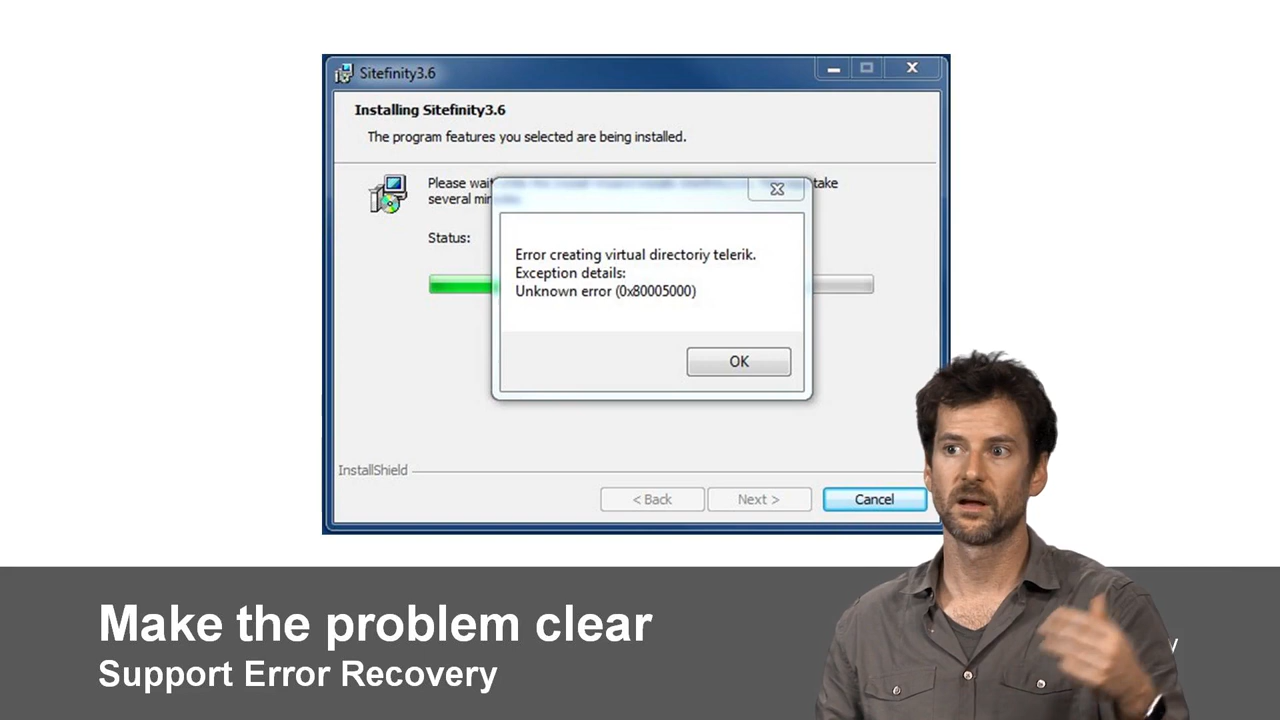 Sitefinity3.6
Installing Sitefinity3.6
The program features you selected are being installed.
Please wait take
several
Status:
Error creating virtual directoriy telerik.
Exception details:
Unknown error (0x80005000)
OK
InstallShield
< Back
Next >
Cancel
Make the problem clear
Support Error Recovery